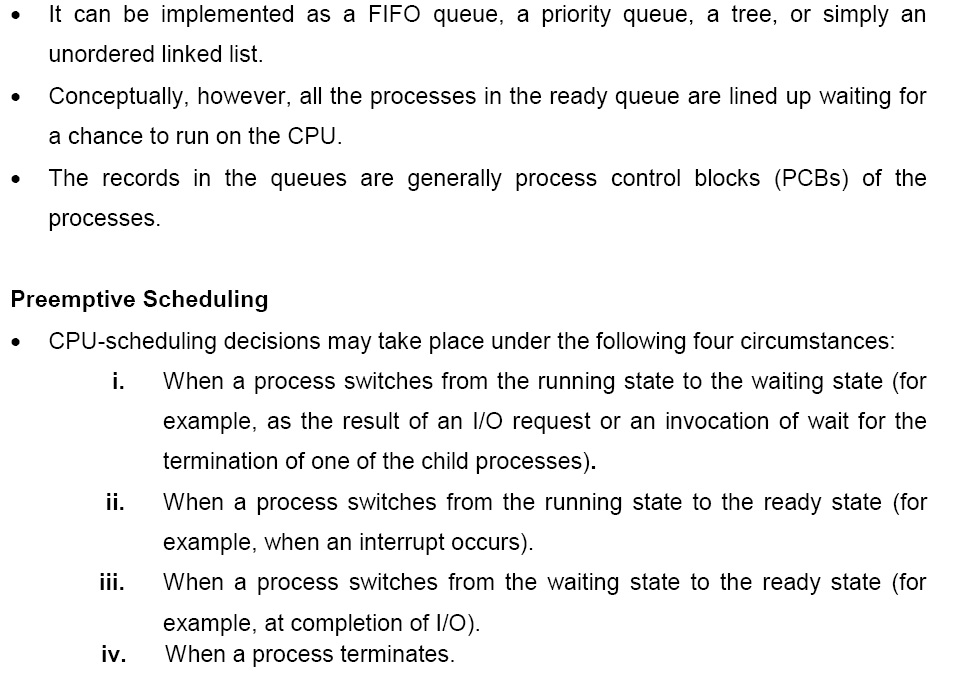 • It can be implemented as a FIFO queue, a priority queue, a tree, or simply an
unordered linked list.
• Conceptually, however, all the processes in the ready queue are lined up waiting for
a chance to run on the CPU.
• The records in the queues are generally process control blocks (PCBs) of the
processes.
Preemptive Scheduling
• CPU-scheduling decisions may take place under the following four circumstances:
i. When a process switches from the running state to the waiting state (for
example, as the result of an I/O request or an invocation of wait for the
termination of one of the child processes).
ii. When a process switches from the running state to the ready state (for
example, when an interrupt occurs).
iii. When a process switches from the waiting state to the ready state (for
example, at completion of I/O).
iv. When a process terminates.